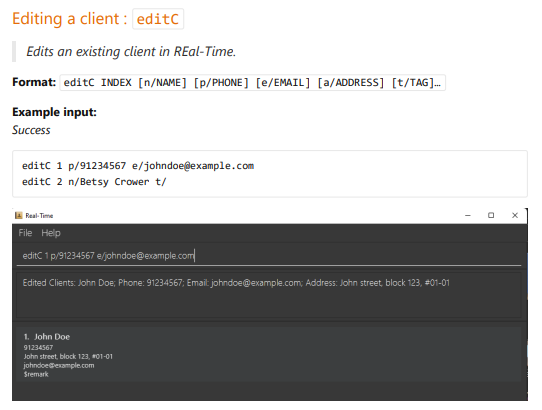 Editing a client : editC
Edits an existing client in REal-Time.
Format: editC INDEX [n/NAME] [p/PHONE] [e/EMAIL] [a/ADDRESS] [t/TAG]…
Example input:
Success
editC 1 p/91234567 e/johndoe@example.com
editC 2 n/Betsy Crower t/
Real-Time
File Help
editC 1 p/91234567 e/johndoe@example.com
Edited Clients: John Doe; Phone: 91234567; Email: johndoe@example.com; Address: John street, block 123, #01-01
1. John Doe
91234567
John street, block 123, #01-01
johndoe@example.com
$remark